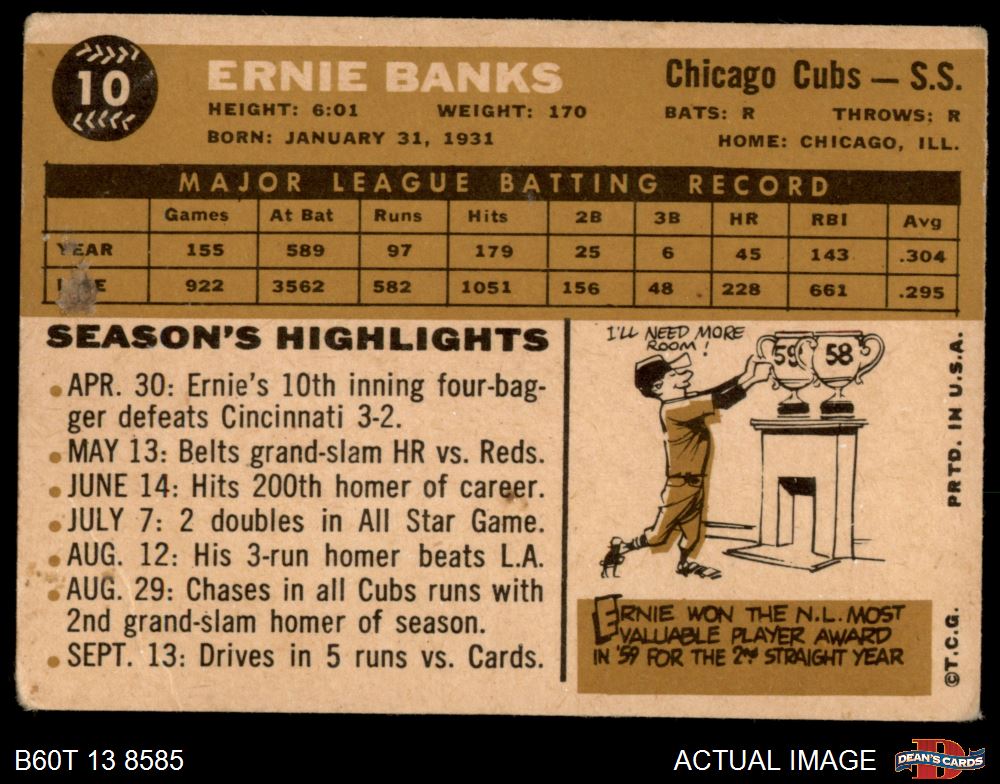 10
ERNIE BANKS
Chicago Cubs — S.S.
HEIGHT: 6:01 WEIGHT: 170 BATS: R THROWS: R
BORN: JANUARY 31, 1931 HOME: CHICAGO, ILL.
MAJOR LEAGUE BATTING RECORD
Games At Bat Runs Hits 2B 3B HR RBI Avg
YEAR 155 589 97 179 25 6 45 143 .304
922 3562 582 1051 156 48 228 661 .295
SEASON'S HIGHLIGHTS
• APR. 30: Ernie's 10th inning four-bag-
ger defeats Cincinnati 3-2.
• MAY 13: Belts grand-slam HR vs. Reds.
• JUNE 14: Hits 200th homer of career.
• JULY 7: 2 doubles in All Star Game.
• AUG. 12: His 3-run homer beats L.A.
• AUG. 29: Chases in all Cubs runs with
2nd grand-slam homer of season.
• SEPT. 13: Drives in 5 runs vs. Cards.
I'LL NEED MORE
ROOM!
59 58
ERNIE WON THE N.L. MOST
VALUABLE PLAYER AWARD
IN '59 FOR THE 2ND STRAIGHT YEAR
PRTD. IN U.S.A.
©T.C.G.
B60T 13 8585
ACTUAL IMAGE
DEAN'S CARDS